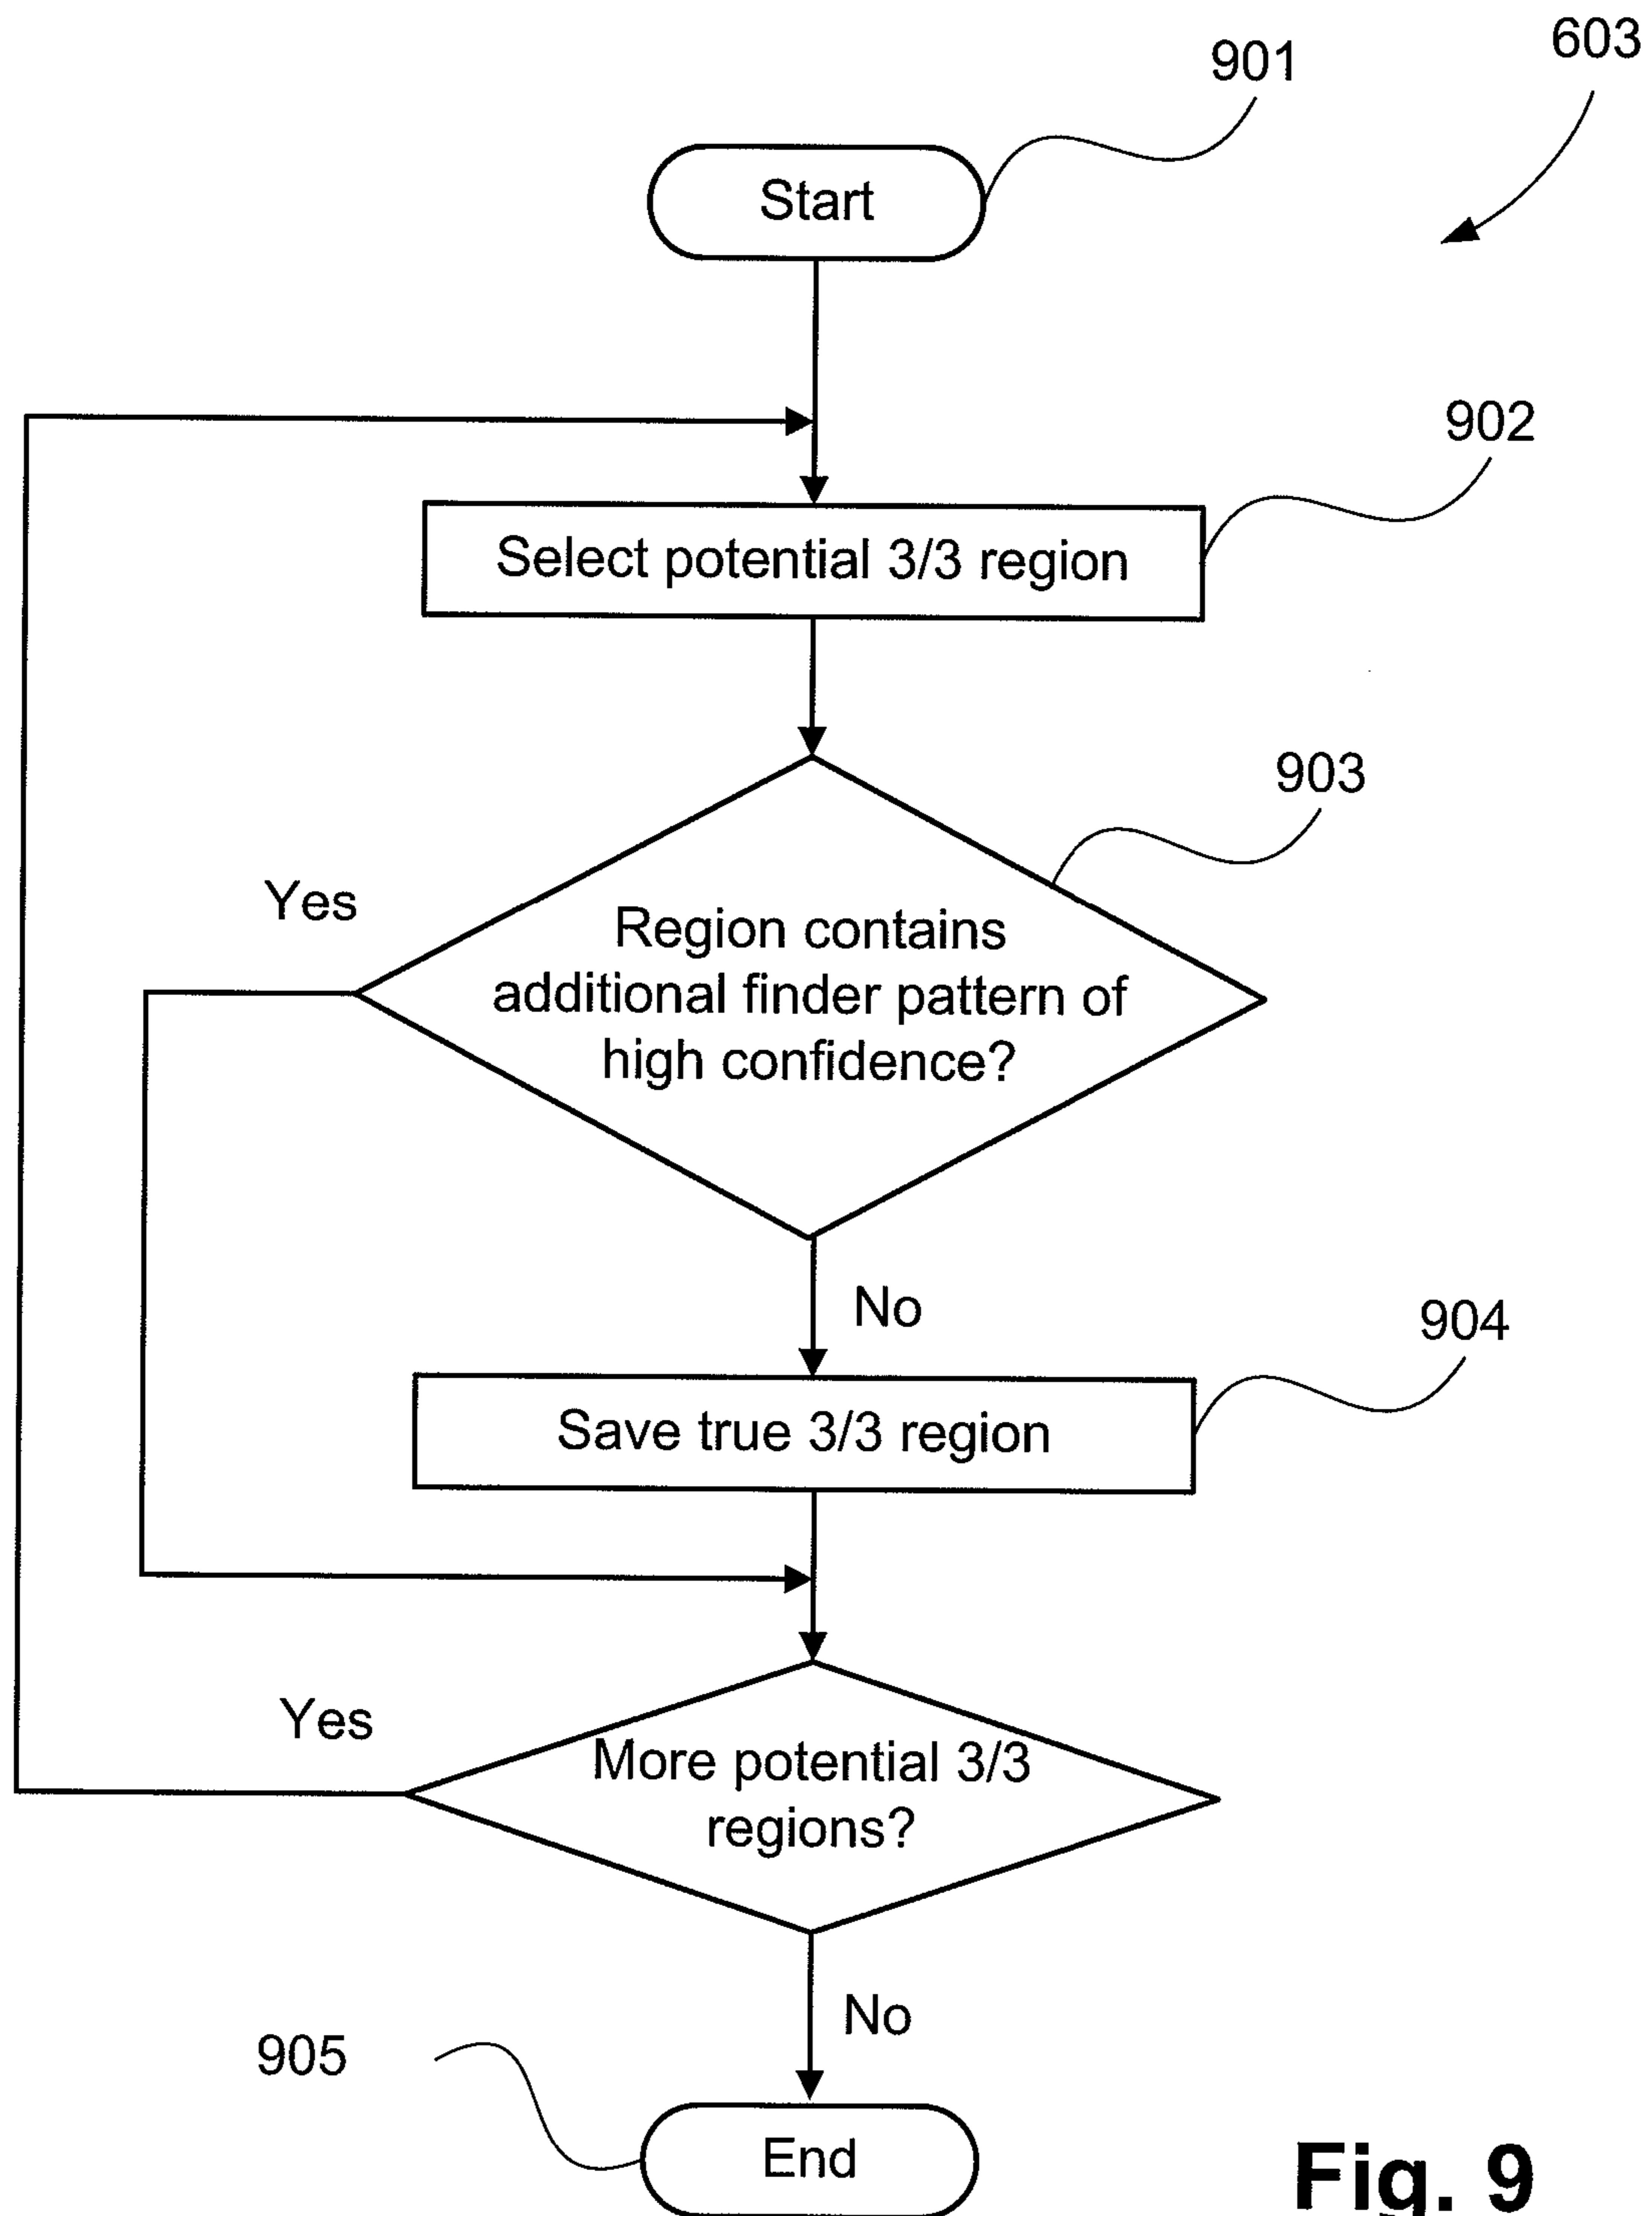 603
901
Start
902
Select potential 3/3 region
903
Yes
Region contains
additional finder pattern of
high confidence?
No
904
Save true 3/3 region
Yes
More potential 3/3
regions?
No
905
End
Fig. 9